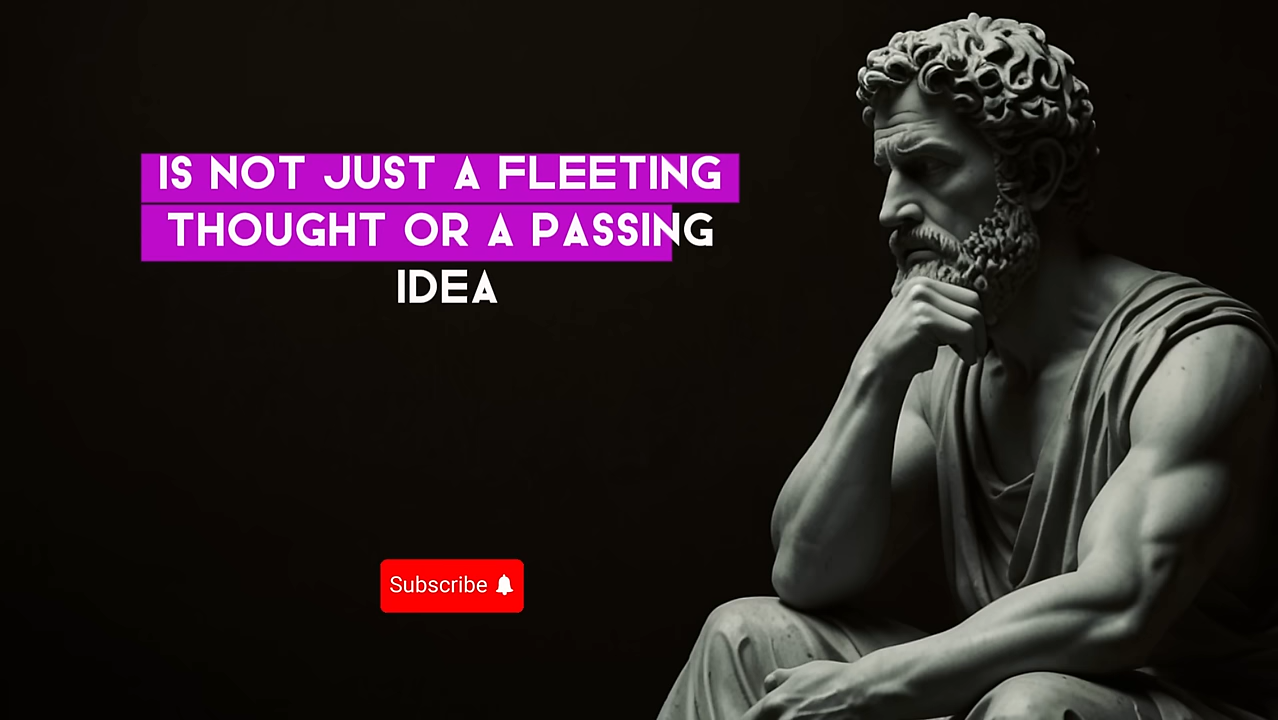 IS NOT JUST A FLEETING
THOUGHT OR A PASSING
IDEA
Subscribe